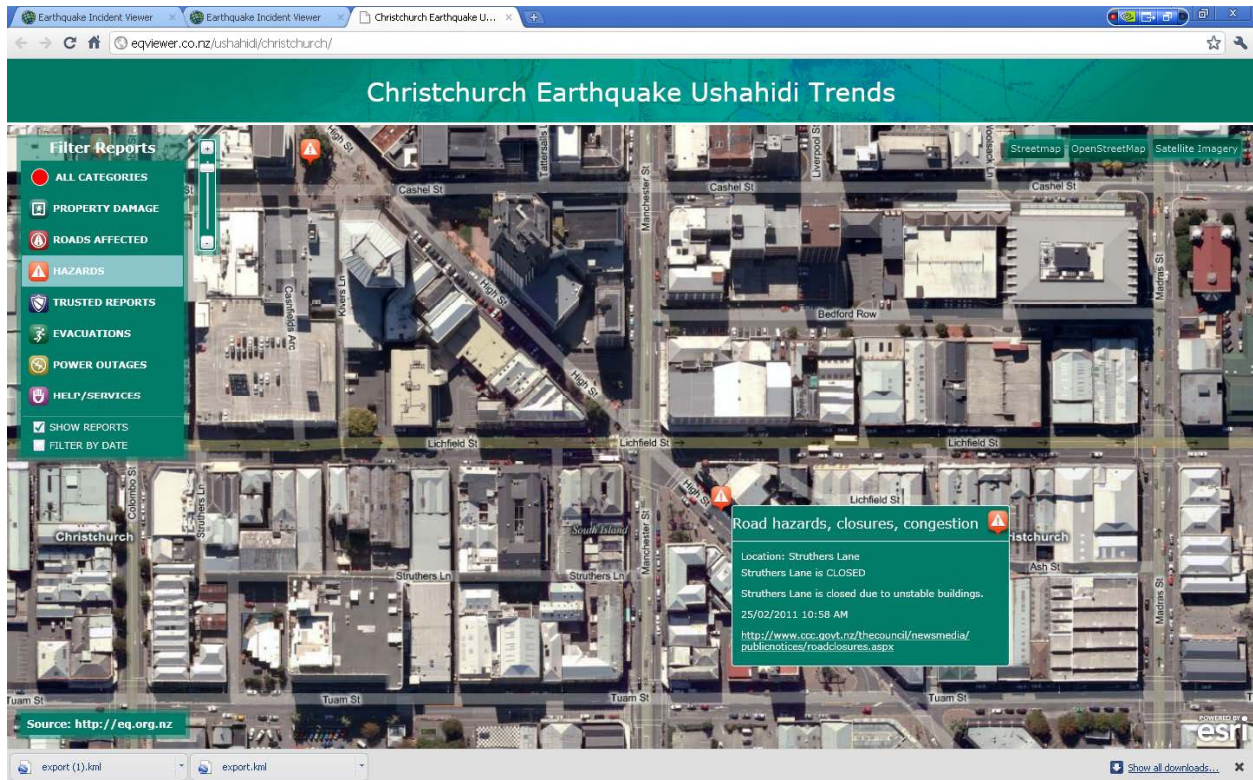 Earthquake Incident Viewer
Earthquake Incident Viewer
Christchurch Earthquake U...
eqviewer.co.nz/ushahidi/christchurch/
Christchurch Earthquake Ushahidi Trends
Filter Reports
ALL CATEGORIES
PROPERTY DAMAGE
ROADS AFFECTED
HAZARDS
TRUSTED REPORTS
EVACUATIONS
POWER OUTAGES
HELP/SERVICES
SHOW REPORTS
FILTER BY DATE
Streetmap
OpenStreetMap
Satellite Imagery
High St
Tattersalls L
Liverpool St
Woolsack Ln
St
Cashel St
Cashel St
Cashel St
Manchester St
Madras St
High St
Bedford Row
High St
Lichfield St
Lichfield St
Lichfield St
Colombo St
Struthers Ln
High St
Lichfield St
Christchurch
South Island
Manchester St
Struthers Ln
Struthers Ln
Road hazards, closures, congestion
Location: Struthers Lane
Struthers Lane is CLOSED
Struthers Lane is closed due to unstable buildings.
25/02/2011 10:58 AM
http://www.ccc.govt.nz/thecouncil/newsmedia/
publicnotices/roadclosures.aspx
ristchurch
Ash St
Madras St
Tuam St
Tuam St
Tuam St
Tuam St
T
Source: http://eq.org.nz
POWERED BY
esri
export (1).kml
export.kml
Show all downloads...